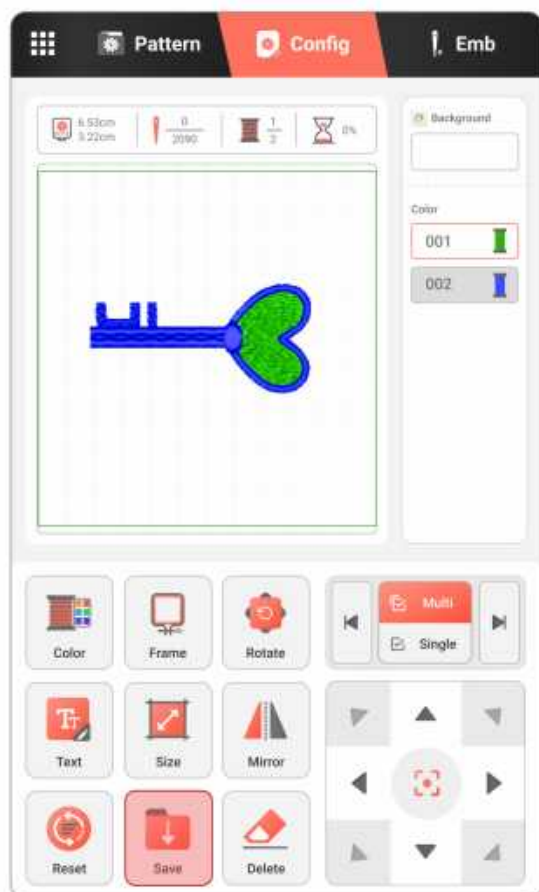 Pattern
Config
Emb
6.53cm
3.22cm
0
2090
1
2
0%
Background
Color
001
002
Color
Frame
Rotate
Multi
Single
Text
Size
Mirror
Reset
Save
Delete